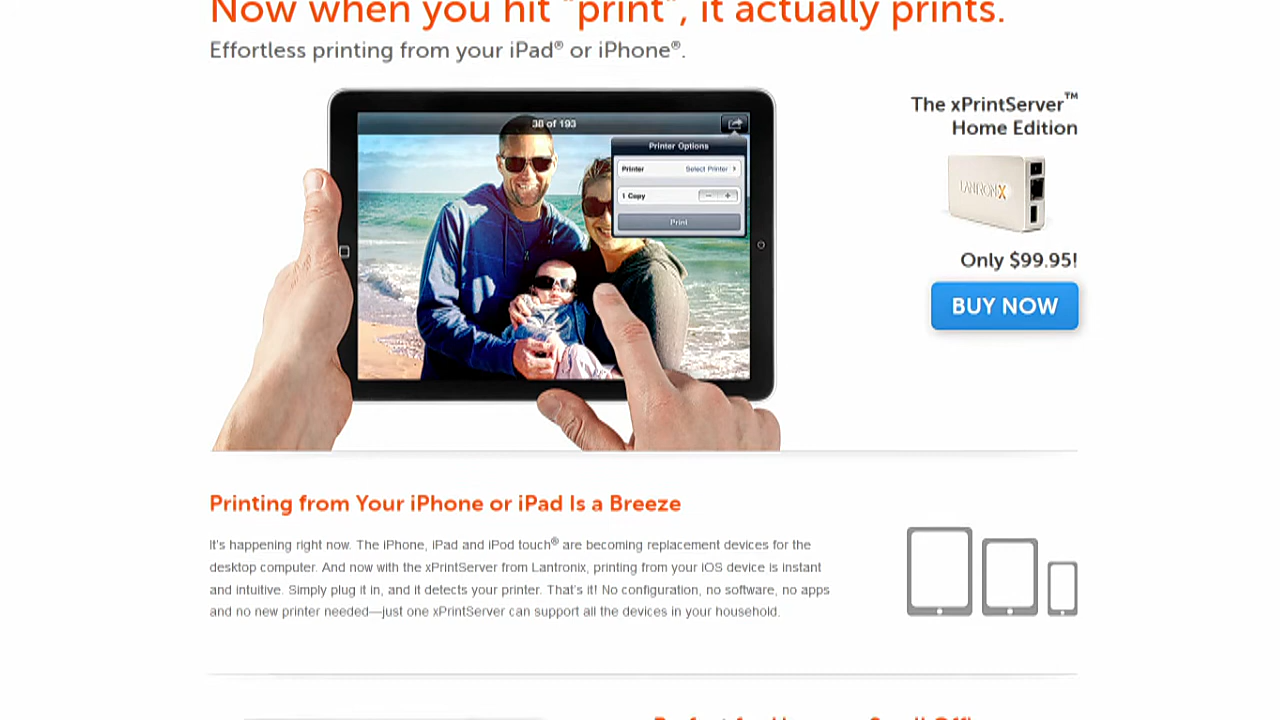 Now when you hit "print", it actually prints.
Effortless printing from your iPad® or iPhone®.
38 of 193
Printer Options
Printer Select Printer
1 Copy
Print
The xPrintServer™
Home Edition
LANTRONIX
Only $99.95!
BUY NOW
Printing from Your iPhone or iPad Is a Breeze
It's happening right now. The iPhone, iPad and iPod touch® are becoming replacement devices for the
desktop computer. And now with the xPrintServer from Lantronix, printing from your iOS device is instant
and intuitive. Simply plug it in, and it detects your printer. That's it! No configuration, no software, no apps
and no new printer needed—just one xPrintServer can support all the devices in your household.